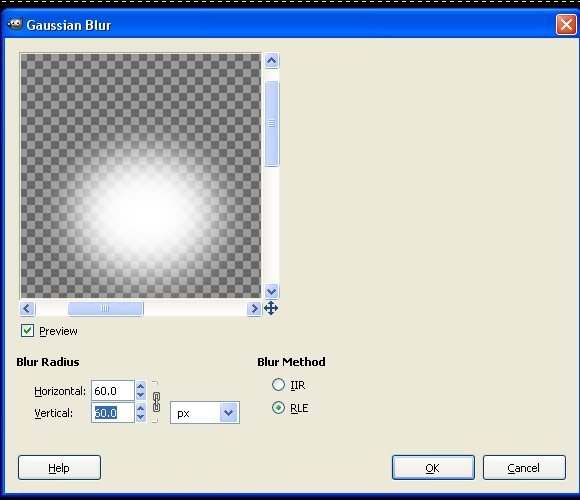 Gaussian Blur
Preview
Blur Radius
Horizontal: 60.0
Vertical: 60.0 px
Blur Method
IIR
RLE
Help OK Cancel